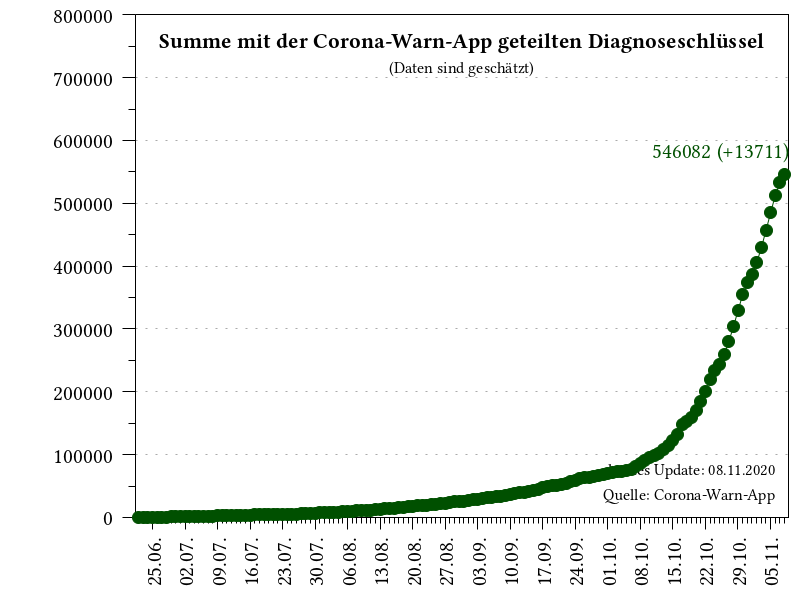 800000
Summe mit der Corona-Warn-App geteilten Diagnoseschlüssel
(Daten sind geschätzt)
700000
600000
546082 (+13711)
500000
400000
300000
200000
100000
Update: 08.11.2020
Quelle: Corona-Warn-App
0
25.06. 02.07. 09.07. 16.07. 23.07. 30.07. 06.08. 13.08. 20.08. 27.08. 03.09. 10.09. 17.09. 24.09. 01.10. 08.10. 15.10. 22.10. 29.10. 05.11.